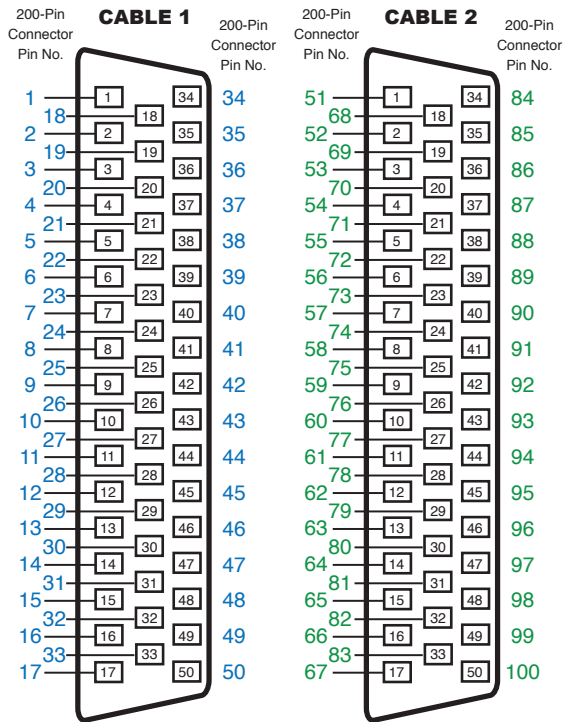 200-Pin
Connector
Pin No.
CABLE 1
200-Pin
Connector
Pin No.
200-Pin
Connector
Pin No.
CABLE 2
200-Pin
Connector
Pin No.
1 1 34 34
18 18
2 2 35 35
19 19
3 3 36 36
20 20
4 4 37 37
21 21
5 5 38 38
22 22
6 6 39 39
23 23
7 7 40 40
24 24
8 8 41 41
25 25
9 9 42 42
26 26
10 10 43 43
27 27
11 11 44 44
28 28
12 12 45 45
29 29
13 13 46 46
30 30
14 14 47 47
31 31
15 15 48 48
32 32
16 16 49 49
33 33
17 17 50 50
51 1 34 84
68 18
52 2 35 85
69 19
53 3 36 86
70 20
54 4 37 87
71 21
55 5 38 88
72 22
56 6 39 89
73 23
57 7 40 90
74 24
58 8 41 91
75 25
59 9 42 92
76 26
60 10 43 93
77 27
61 11 44 94
78 28
62 12 45 95
79 29
63 13 46 96
80 30
64 14 47 97
81 31
65 15 48 98
82 32
66 16 49 99
83 33
67 17 50 100